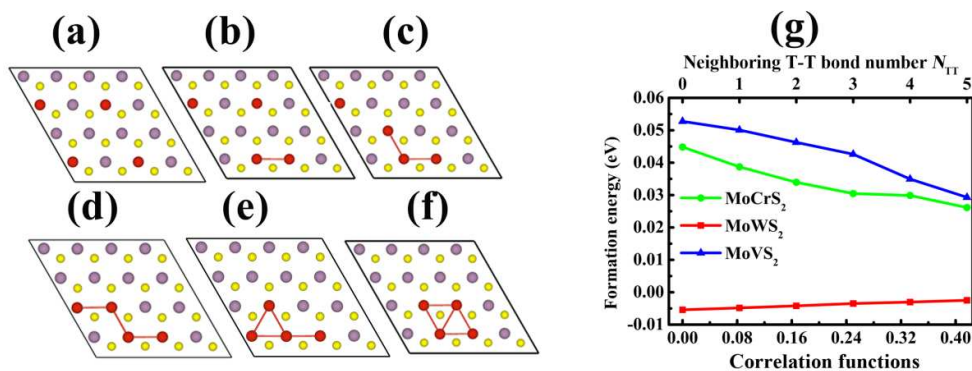 (a)
(b)
(c)
(d)
(e)
(f)
(g)
Neighboring T-T bond number N_TT
0 1 2 3 4 5
Formation energy (eV)
0.06
0.05
0.04
0.03
0.02
0.01
0.00
-0.01
MoCrS₂
MoWS₂
MoVS₂
0.00 0.08 0.16 0.24 0.32 0.40
Correlation functions